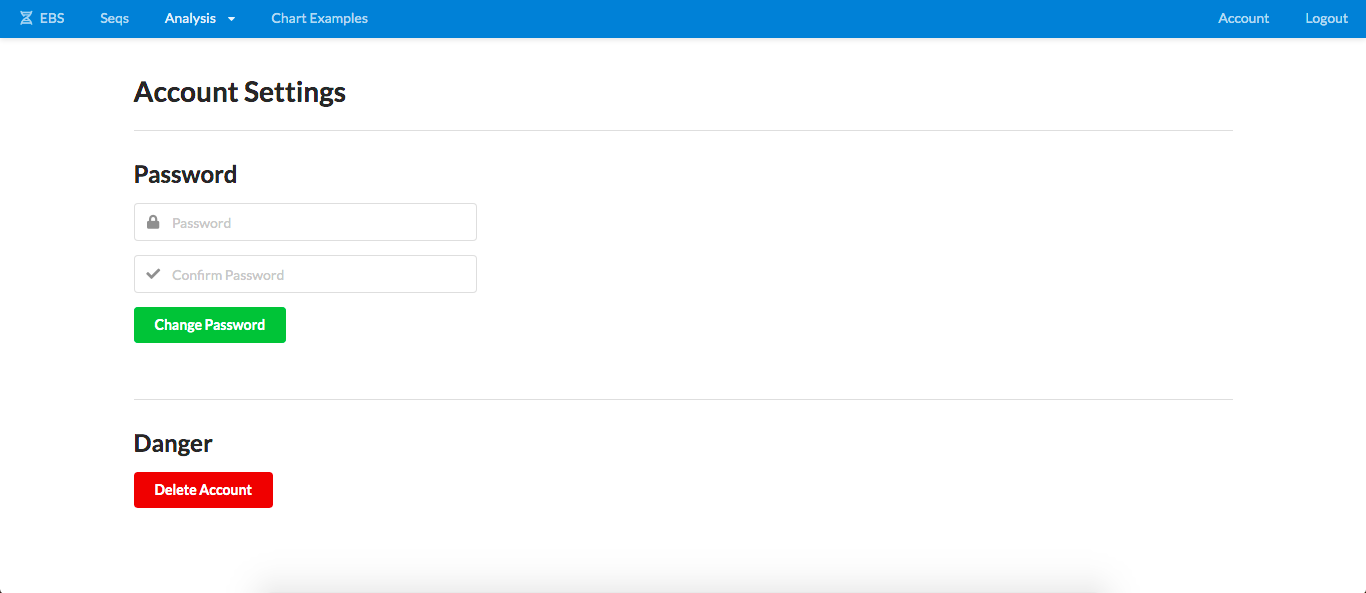 EBS Seqs Analysis Chart Examples Account Logout
Account Settings
Password
Password
Confirm Password
Change Password
Danger
Delete Account